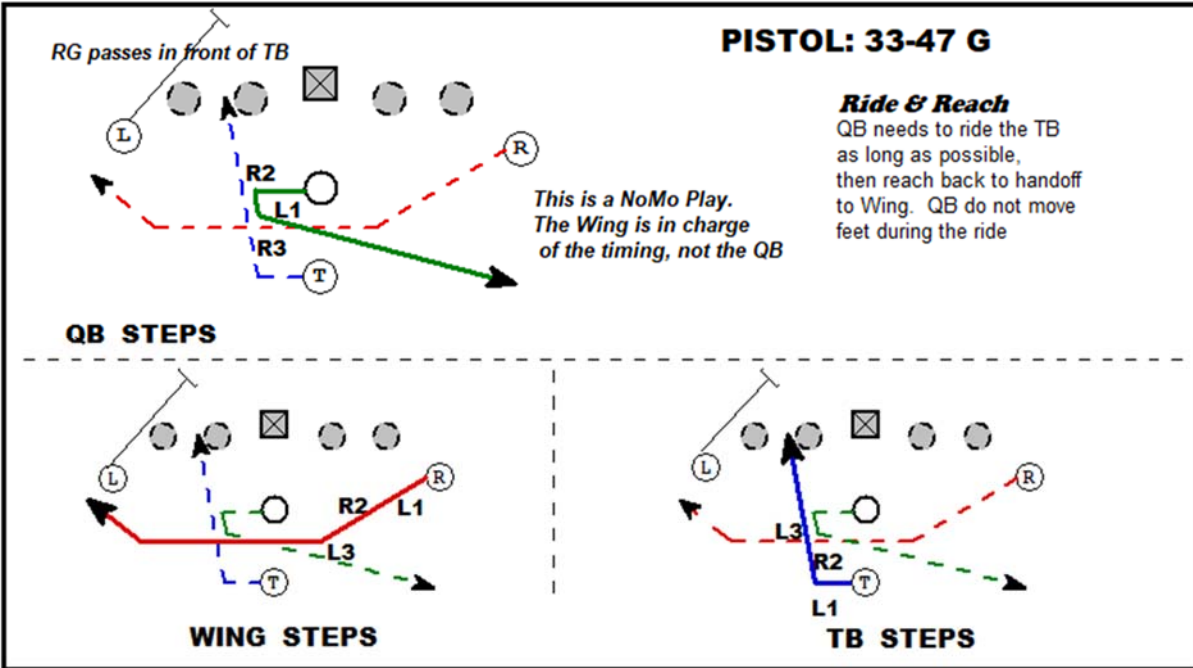 PISTOL: 33-47 G
RG passes in front of TB
Ride & Reach
QB needs to ride the TB
as long as possible,
then reach back to handoff
to Wing. QB do not move
feet during the ride
L
R
R2
L1
This is a NoMo Play.
The Wing is in charge
of the timing, not the QB
R3
T
QB STEPS
L
R
R2
L1
L3
T
WING STEPS
L
R
L3
R2
T
L1
TB STEPS